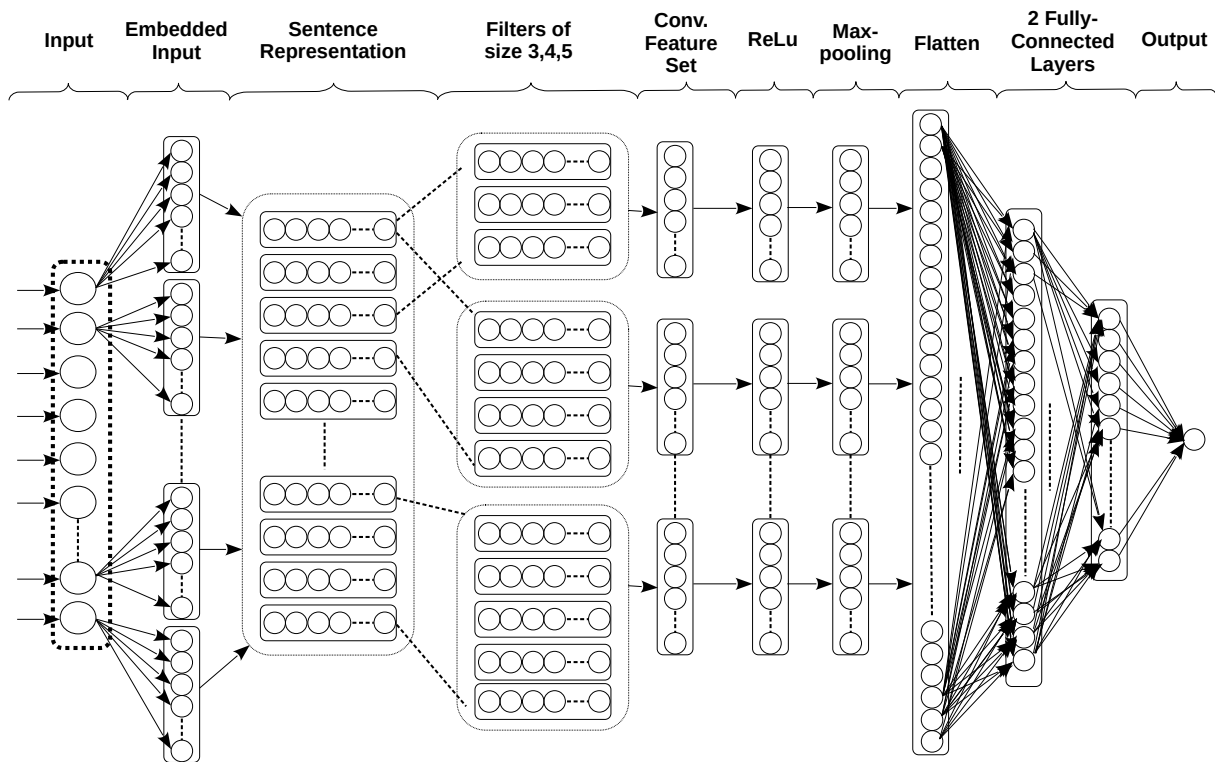 Input
Embedded
Input
Sentence
Representation
Filters of
size 3,4,5
Conv.
Feature
Set
ReLu
Max-
pooling
Flatten
2 Fully-
Connected
Layers
Output